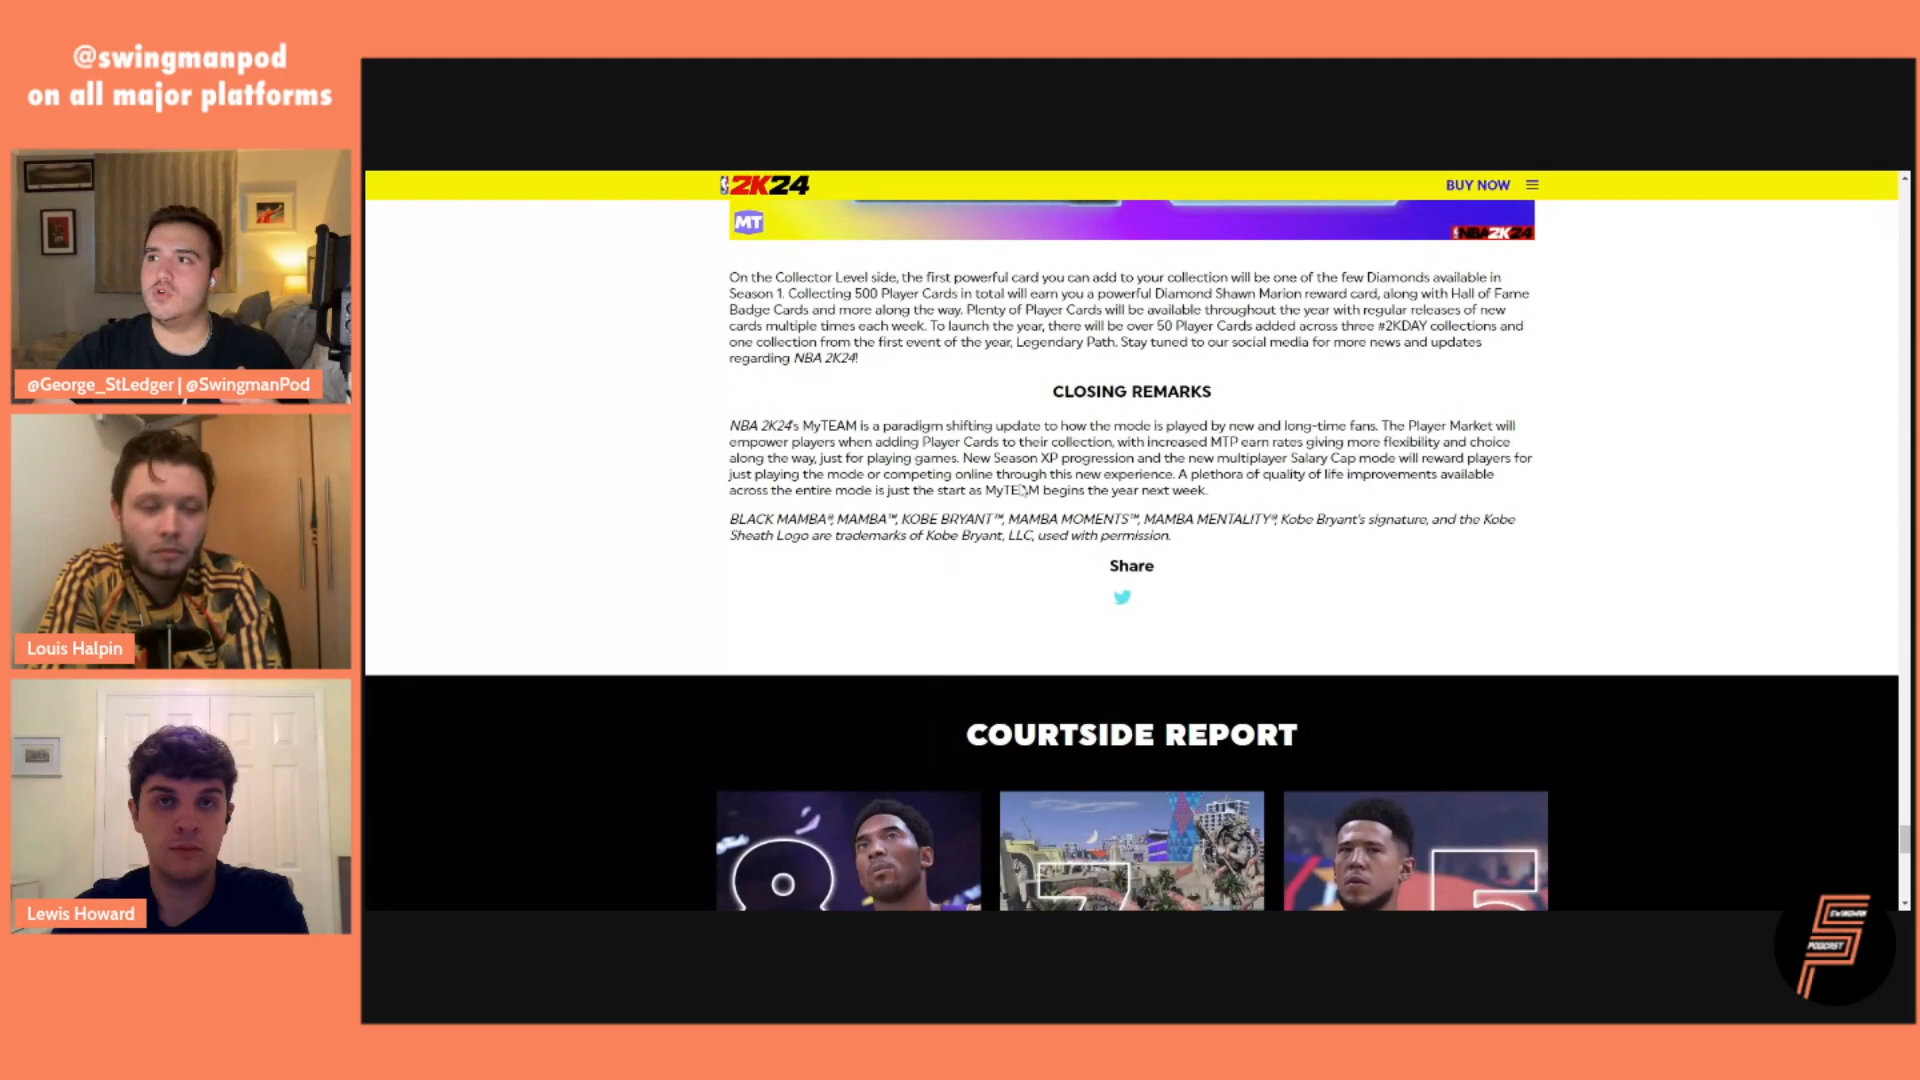 @swingmanpod
on all major platforms
@George_StLedger | @SwingmanPod
Louis Halpin
Lewis Howard
2K24
BUY NOW
MT
NBA2K24
On the Collector Level side, the first powerful card you can add to your collection will be one of the few Diamonds available in
Season 1. Collecting 500 Player Cards in total will earn you a powerful Diamond Shawn Marion reward card, along with Hall of Fame
Badge Cards and more along the way. Plenty of Player Cards will be available throughout the year with regular releases of new
cards multiple times each week. To launch the year, there will be over 50 Player Cards added across three #2KDAY collections and
one collection from the first event of the year, Legendary Path. Stay tuned to our social media for more news and updates
regarding NBA 2K24!
CLOSING REMARKS
NBA 2K24's MyTEAM is a paradigm shifting update to how the mode is played by new and long-time fans. The Player Market will
empower players when adding Player Cards to their collection, with increased MTP earn rates giving more flexibility and choice
along the way, just for playing games. New Season XP progression and the new multiplayer Salary Cap mode will reward players for
just playing the mode or competing online through this new experience. A plethora of quality of life improvements available
across the entire mode is just the start as MyTEAM begins the year next week.
BLACK MAMBA®, MAMBA™, KOBE BRYANT™, MAMBA MOMENTS™, MAMBA MENTALITY®, Kobe Bryant's signature, and the Kobe
Sheath Logo are trademarks of Kobe Bryant, LLC, used with permission.
Share
COURTSIDE REPORT
8
SWINGMAN
PODCAST